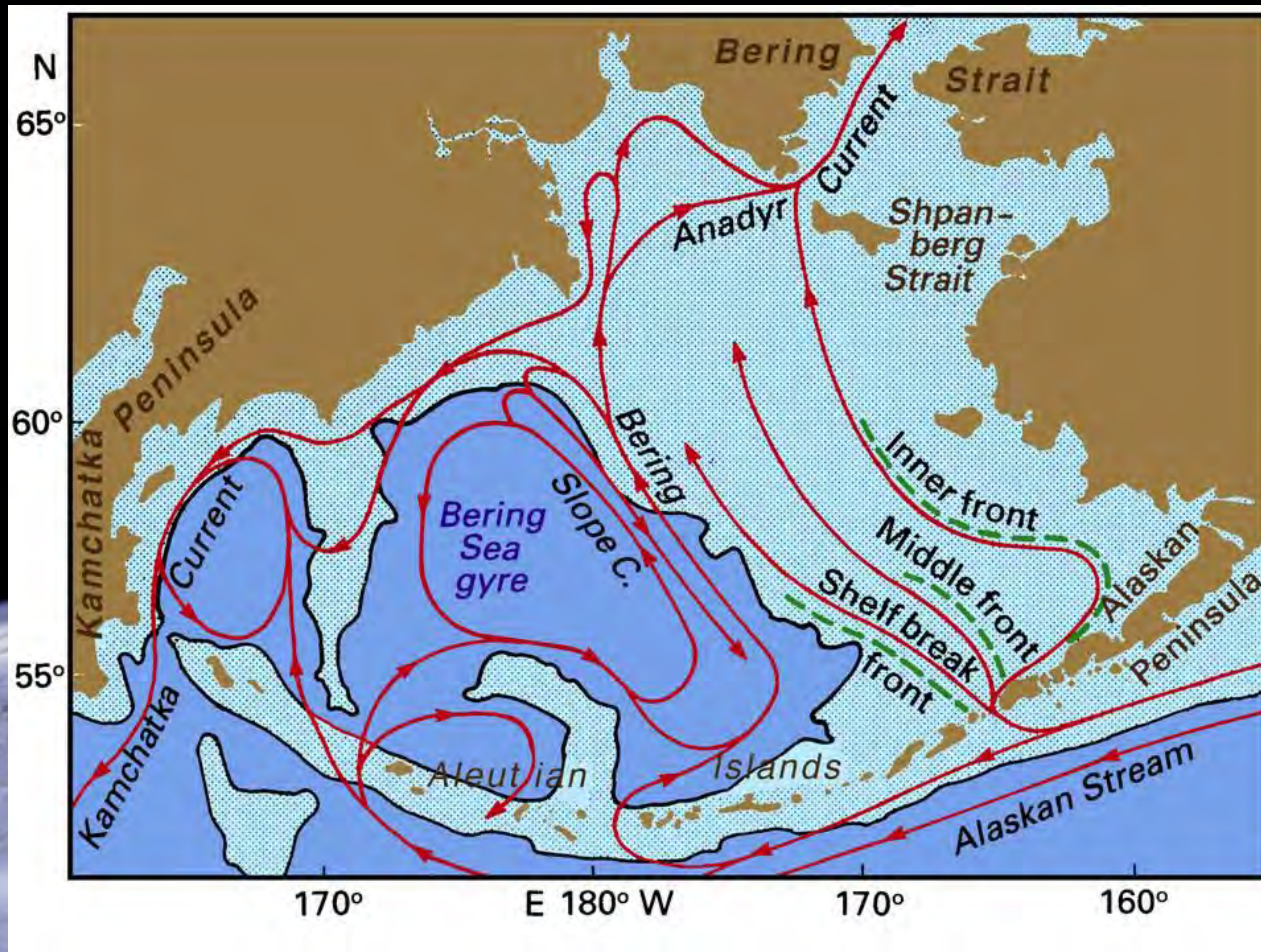 N
65°
60°
55°
Bering
Strait
Current
Anadyr
Shpan-
berg
Strait
Kamchatka
Peninsula
Current
Bering
Sea
gyre
Bering
Slope C.
Inner front
Middle front
Shelf break
front
Alaskan
Peninsula
Kamchatka
Aleutian
Islands
Alaskan Stream
170° E 180° W 170° 160°